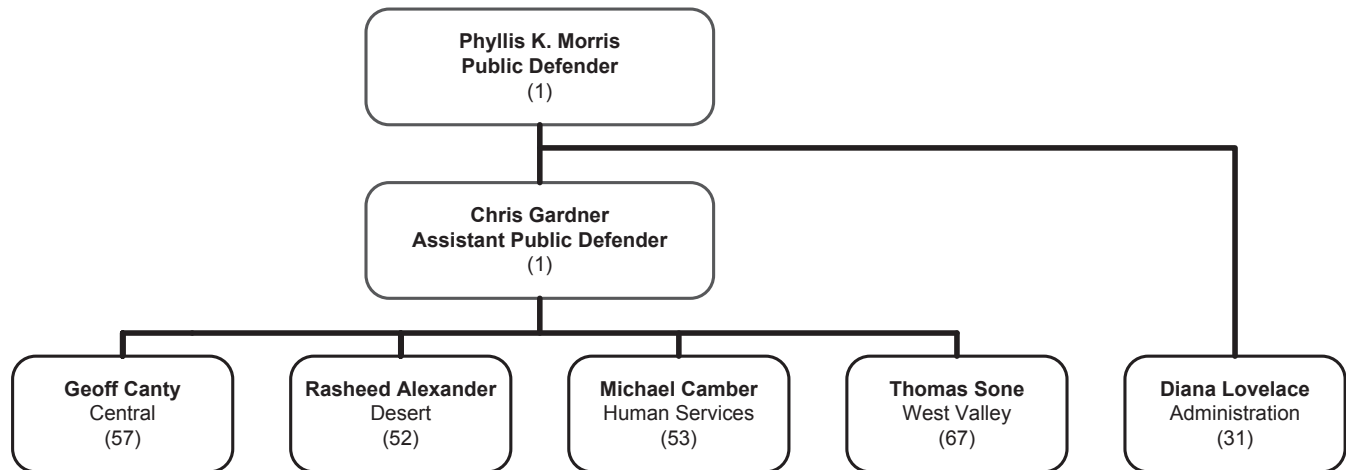 Phyllis K. Morris
Public Defender
(1)
Chris Gardner
Assistant Public Defender
(1)
Geoff Canty
Central
(57)
Rasheed Alexander
Desert
(52)
Michael Camber
Human Services
(53)
Thomas Sone
West Valley
(67)
Diana Lovelace
Administration
(31)